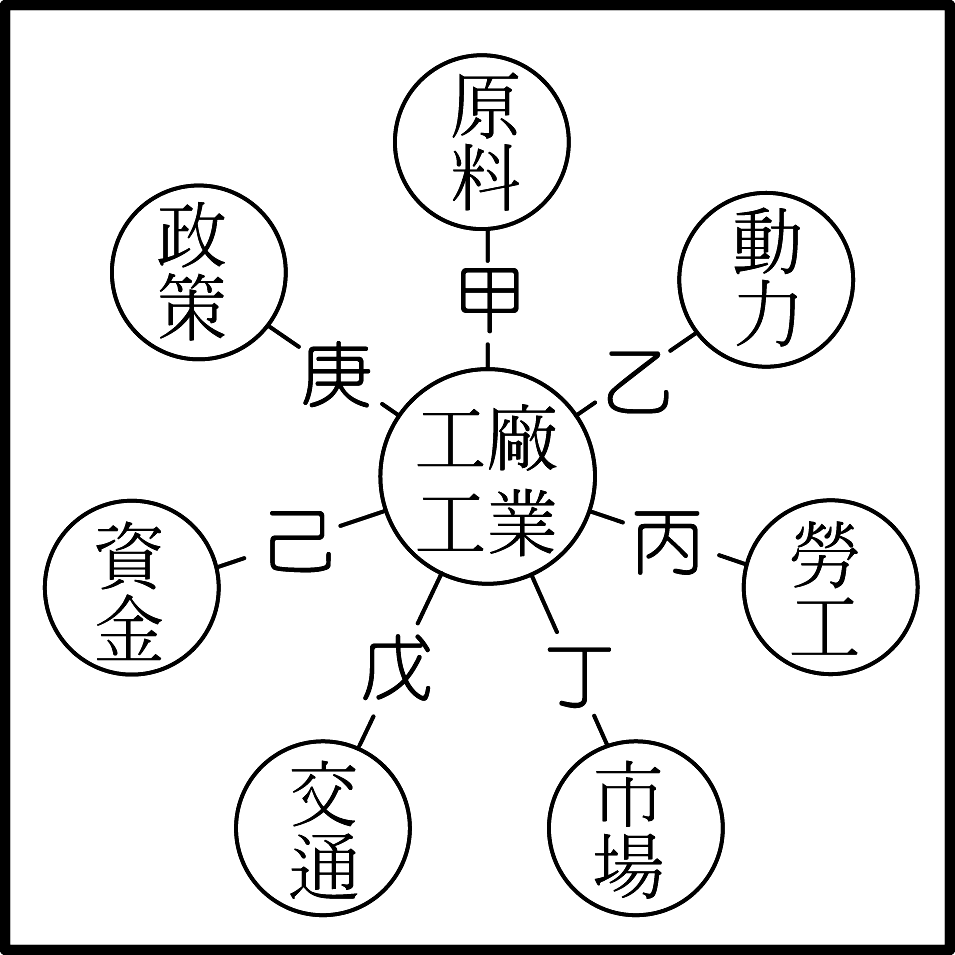 原料
政策
動力
甲
庚
乙
工廠
工業
己
丙
資金
勞工
戊
丁
交通
市場